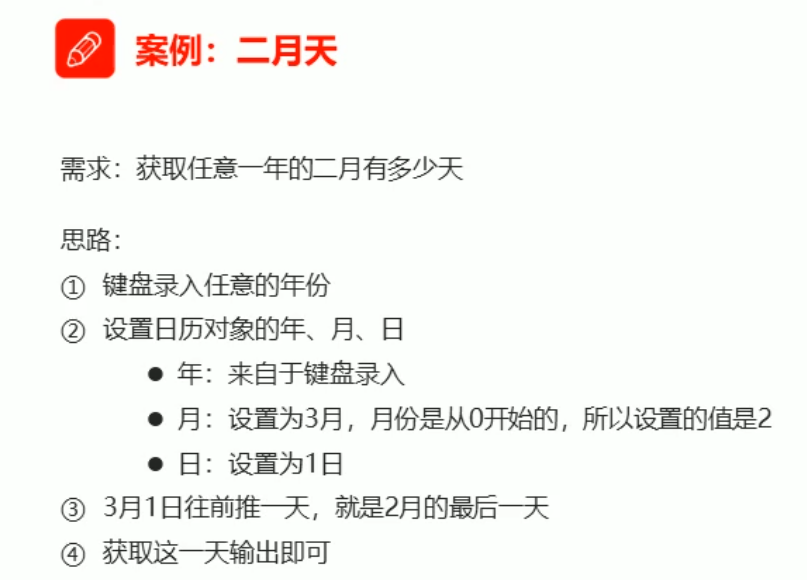 案例：二月天
需求：获取任意一年的二月有多少天
思路：
① 键盘录入任意的年份
② 设置日历对象的年、月、日
● 年：来自于键盘录入
● 月：设置为3月，月份是从0开始的，所以设置的值是2
● 日：设置为1日
③ 3月1日往前推一天，就是2月的最后一天
④ 获取这一天输出即可